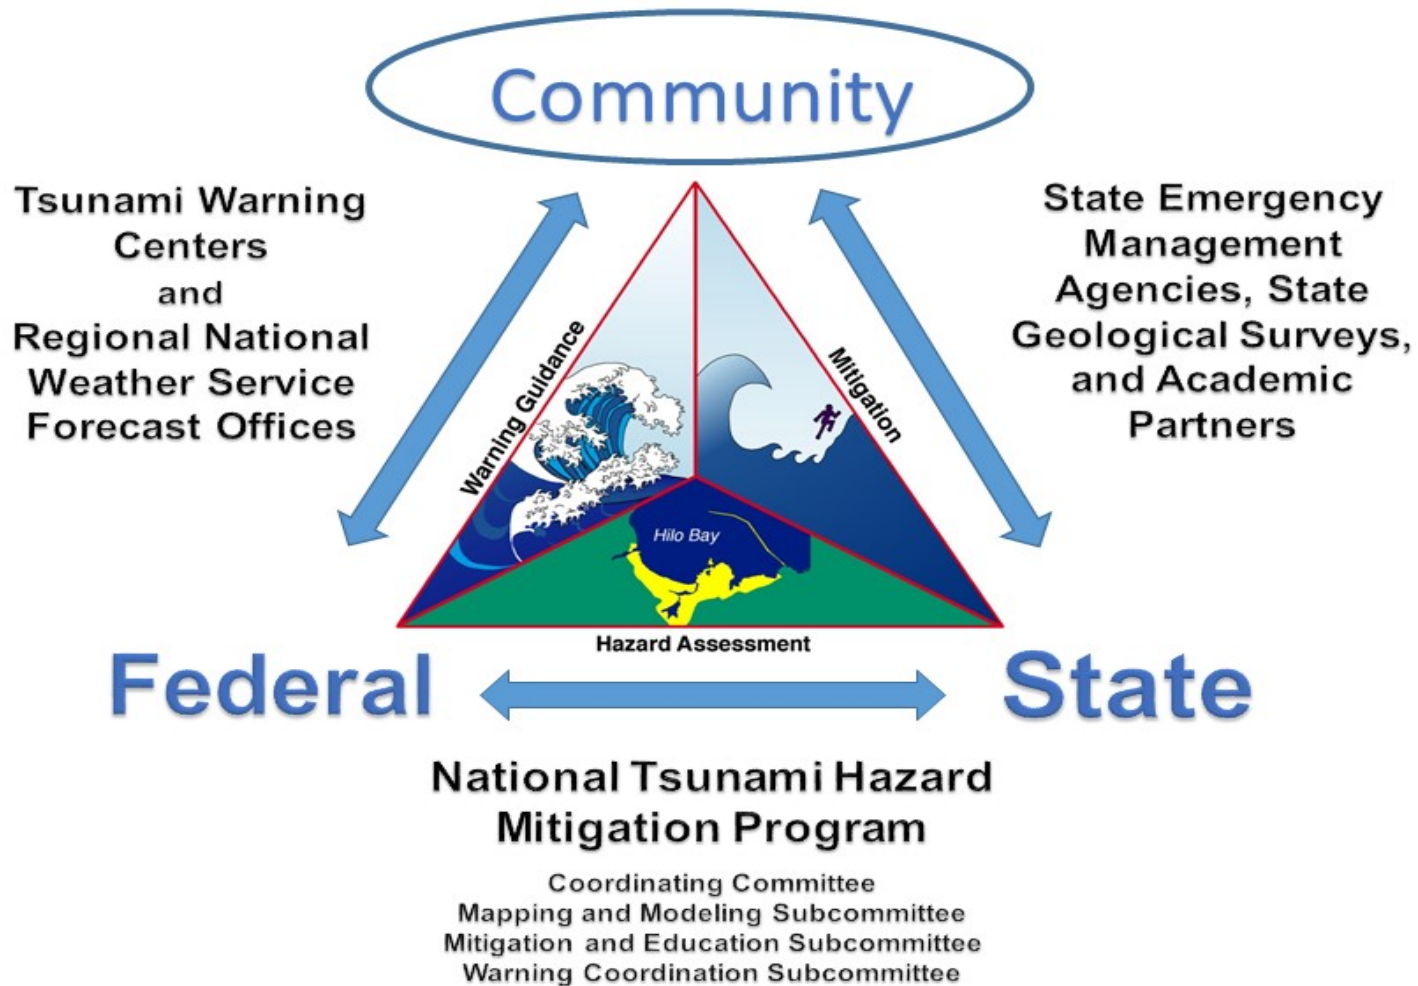 Community
Tsunami Warning
Centers
and
Regional National
Weather Service
Forecast Offices
State Emergency
Management
Agencies, State
Geological Surveys,
and Academic
Partners
Warning Guidance
Mitigation
Hilo Bay
Hazard Assessment
Federal
State
National Tsunami Hazard
Mitigation Program
Coordinating Committee
Mapping and Modeling Subcommittee
Mitigation and Education Subcommittee
Warning Coordination Subcommittee